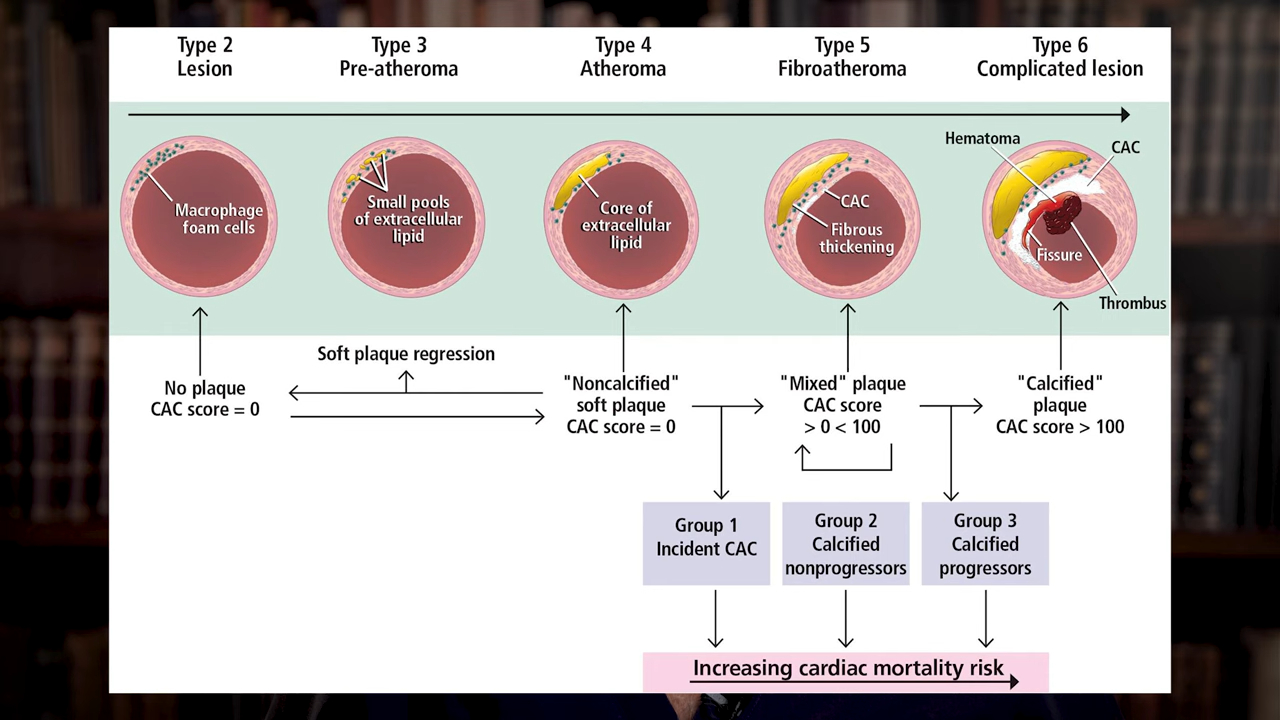 Type 2
Lesion
Type 3
Pre-atheroma
Type 4
Atheroma
Type 5
Fibroatheroma
Type 6
Complicated lesion
Macrophage
foam cells
Small pools
of extracellular
lipid
Core of
extracellular
lipid
CAC
Fibrous
thickening
Hematoma
CAC
Fissure
Thrombus
Soft plaque regression
No plaque
CAC score = 0
"Noncalcified"
soft plaque
CAC score = 0
"Mixed" plaque
CAC score
> 0 < 100
"Calcified"
plaque
CAC score > 100
Group 1
Incident CAC
Group 2
Calcified
nonprogressors
Group 3
Calcified
progressors
Increasing cardiac mortality risk